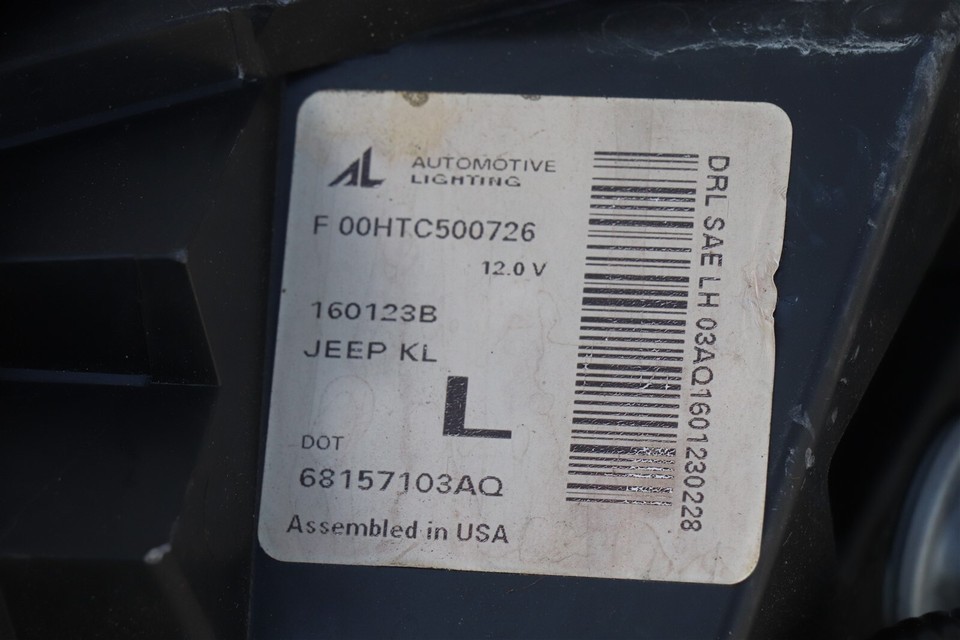 AL
AUTOMOTIVE
LIGHTING
F 00HTC500726
12.0 V
160123B
JEEP KL
L
DOT
68157103AQ
Assembled in USA
DRL SAE LH 03AQ1601230228